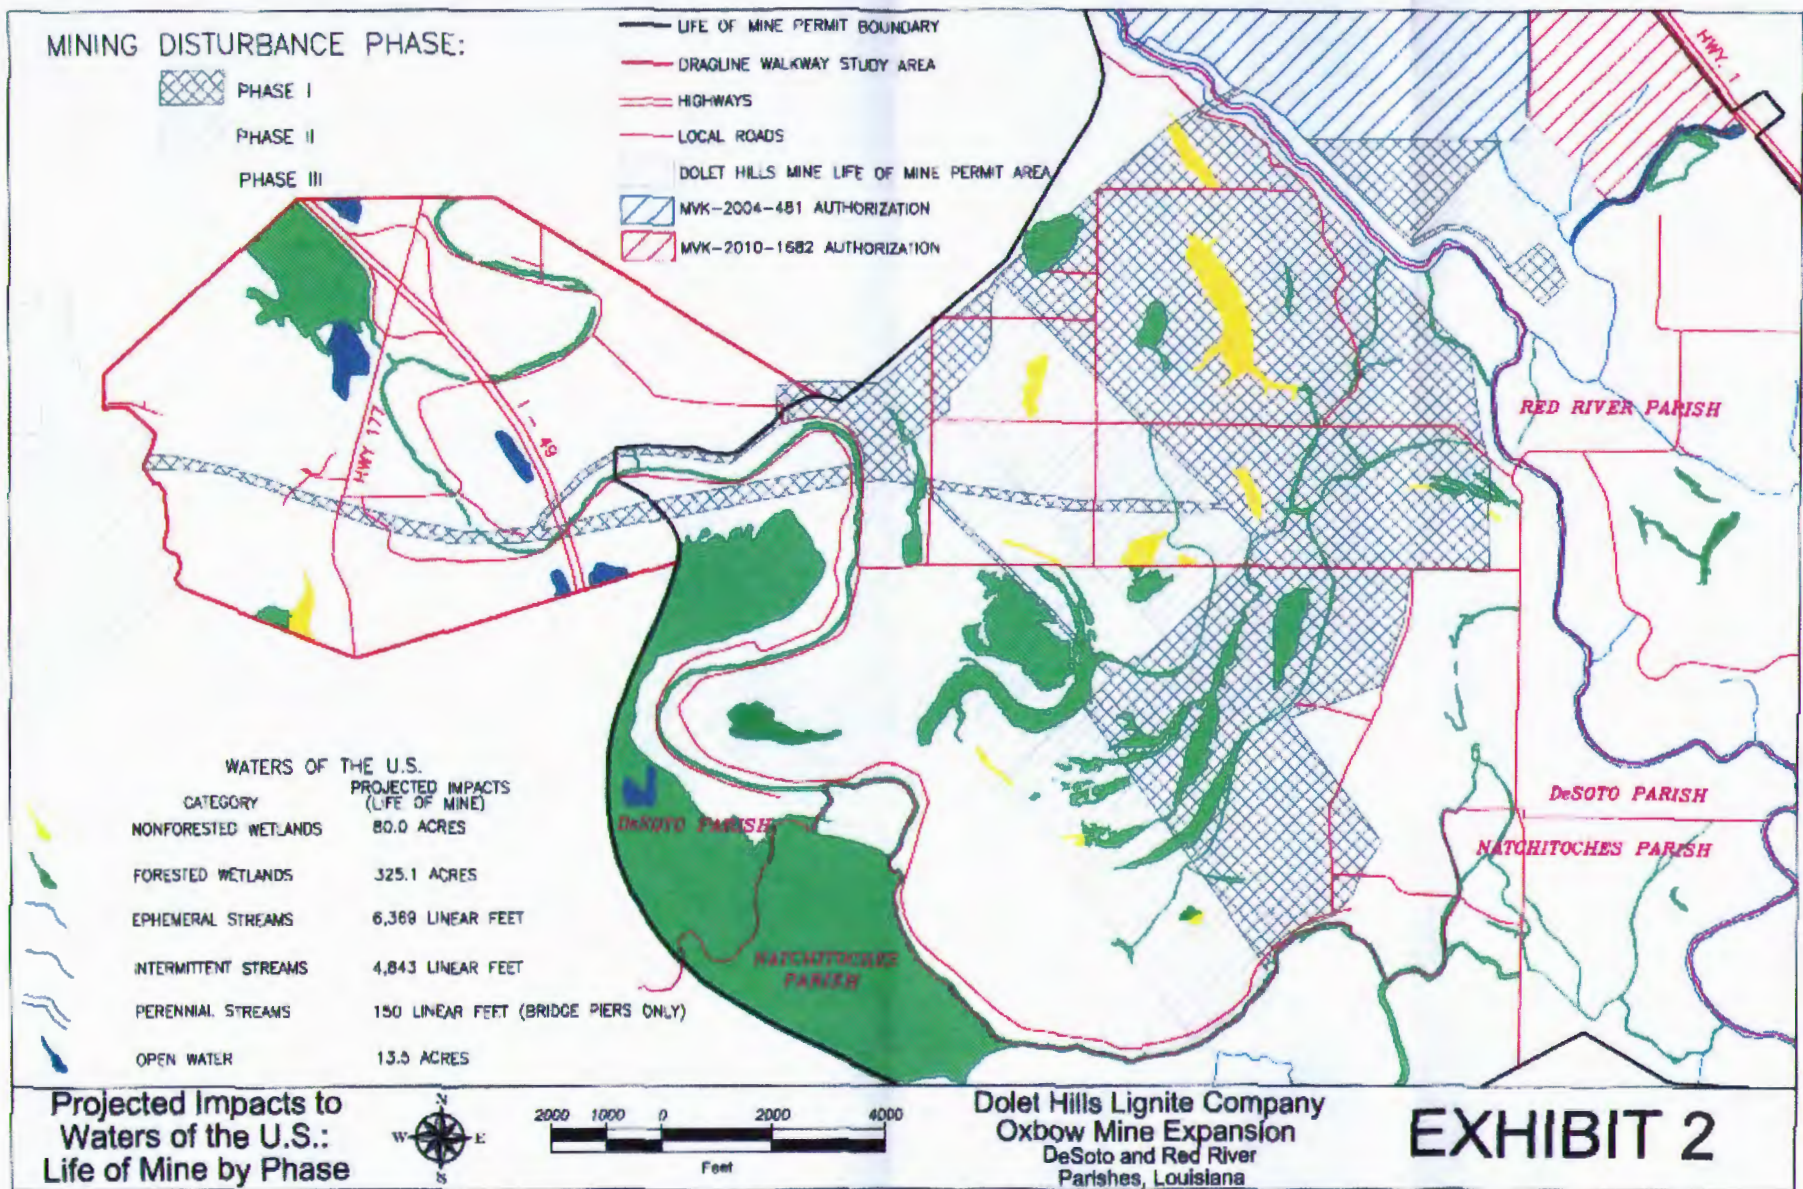 MINING DISTURBANCE PHASE:
PHASE I
PHASE II
PHASE III
LIFE OF MINE PERMIT BOUNDARY
DRAGLINE WALKWAY STUDY AREA
HIGHWAYS
LOCAL ROADS
DOLET HILLS MINE LIFE OF MINE PERMIT AREA
MVK-2004-481 AUTHORIZATION
MVK-2010-1682 AUTHORIZATION
HWY. 1
HWY 177
I - 49
RED RIVER PARISH
DeSOTO PARISH
NATCHITOCHES PARISH
DeSOTO PARISH
NATCHITOCHES
PARISH
WATERS OF THE U.S.
CATEGORY
PROJECTED IMPACTS
(LIFE OF MINE)
NONFORESTED WETLANDS 80.0 ACRES
FORESTED WETLANDS 325.1 ACRES
EPHEMERAL STREAMS 6,369 LINEAR FEET
INTERMITTENT STREAMS 4,843 LINEAR FEET
PERENNIAL STREAMS 150 LINEAR FEET (BRIDGE PIERS ONLY)
OPEN WATER 13.5 ACRES
Projected Impacts to
Waters of the U.S.:
Life of Mine by Phase
N
W E
S
2000 1000 0 2000 4000
Feet
Dolet Hills Lignite Company
Oxbow Mine Expansion
DeSoto and Red River
Parishes, Louisiana
EXHIBIT 2